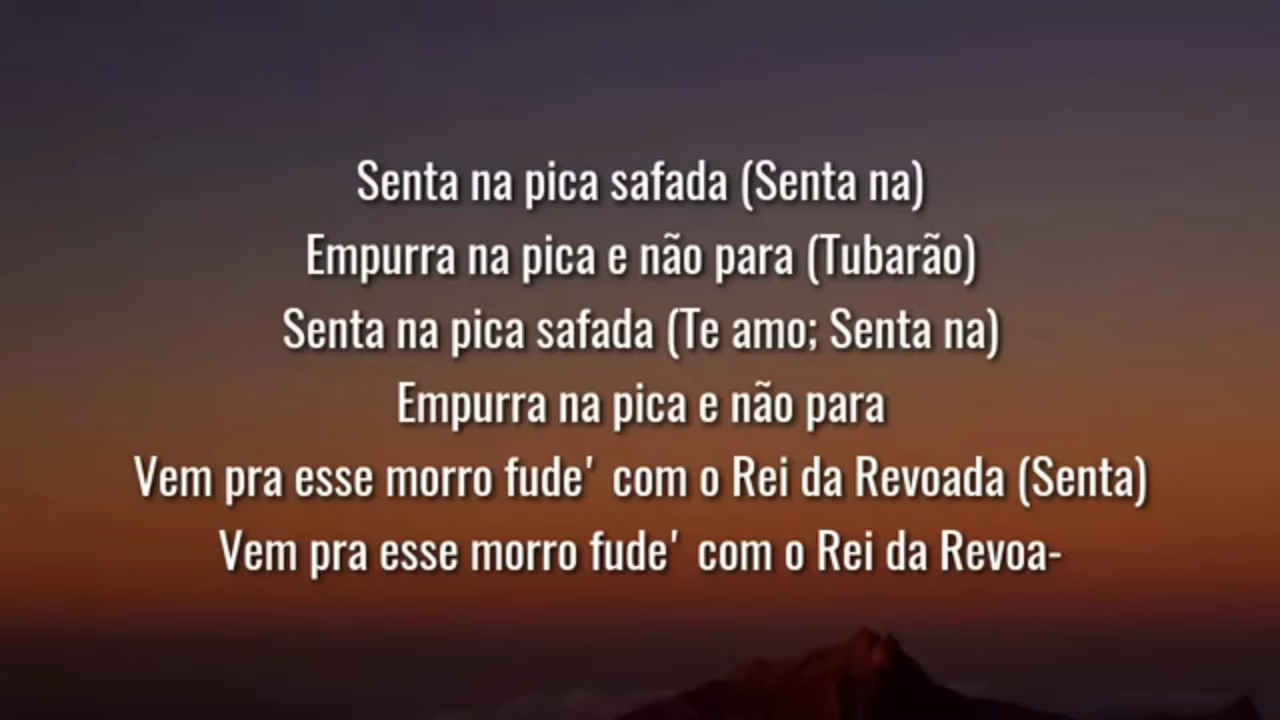 Senta na pica safada (Senta na)
Empurra na pica e não para (Tubarão)
Senta na pica safada (Te amo; Senta na)
Empurra na pica e não para
Vem pra esse morro fude' com o Rei da Revoada (Senta)
Vem pra esse morro fude' com o Rei da Revoa-